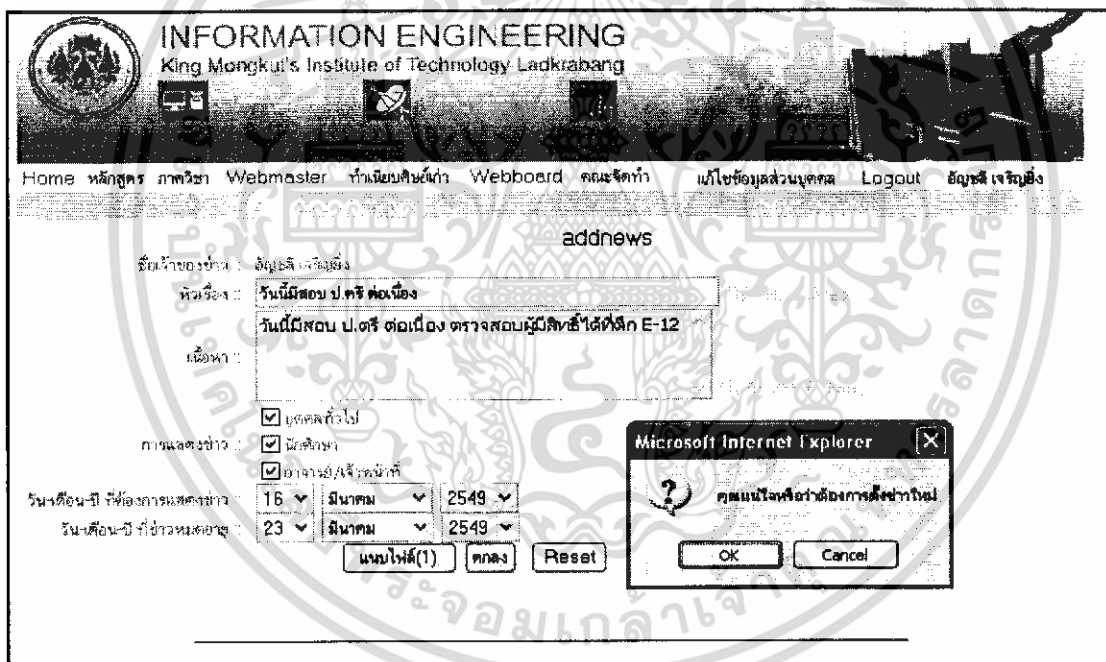 INFORMATION ENGINEERING
King Mongkut's Institute of Technology Ladkrabang
Home หลักสูตร ภาควิชา Webmaster ทำเนียบศิษย์เก่า Webboard คณะจัดทำ แก้ไขข้อมูลส่วนบุคคล Logout อัญชลี เจริญยิ่ง
addnews
ชื่อเจ้าของข่าว : อัญชลี เจริญยิ่ง
หัวเรื่อง : วันนี้มีสอบ ป.ตรี ต่อเนื่อง
เนื้อหา : วันนี้มีสอบ ป.ตรี ต่อเนื่อง ตรวจสอบผู้มีสิทธิ์ได้ที่ตึก E-12
บุคคลทั่วไป
การแสดงข่าว : นักศึกษา
อาจารย์/เจ้าหน้าที่
วัน-เดือน-ปี ที่ต้องการแสดงข่าว : 16 มีนาคม 2549
วัน-เดือน-ปี ที่ข่าวหมดอายุ : 23 มีนาคม 2549
แนบไฟล์(1) ตกลง Reset
Microsoft Internet Explorer
คุณแน่ใจหรือว่าต้องการตั้งข่าวใหม่
OK Cancel